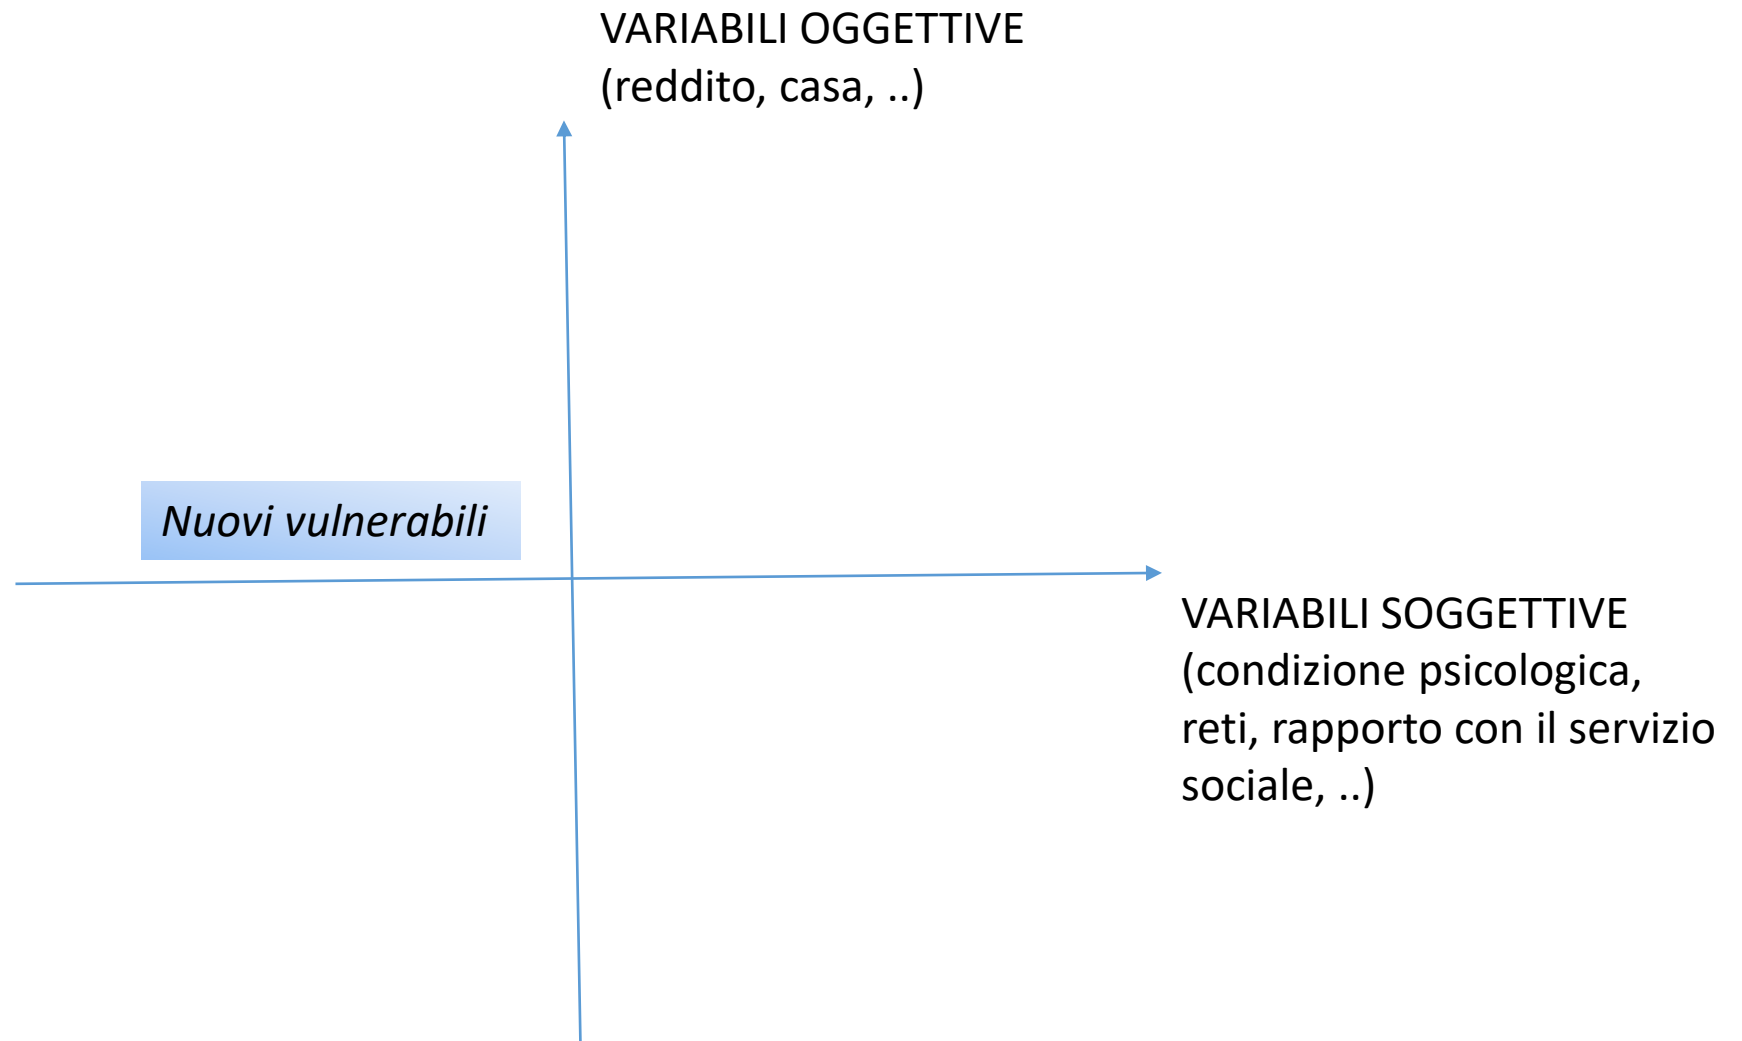 VARIABILI OGGETTIVE
(reddito, casa, ..)
Nuovi vulnerabili
VARIABILI SOGGETTIVE
(condizione psicologica,
reti, rapporto con il servizio
sociale, ..)